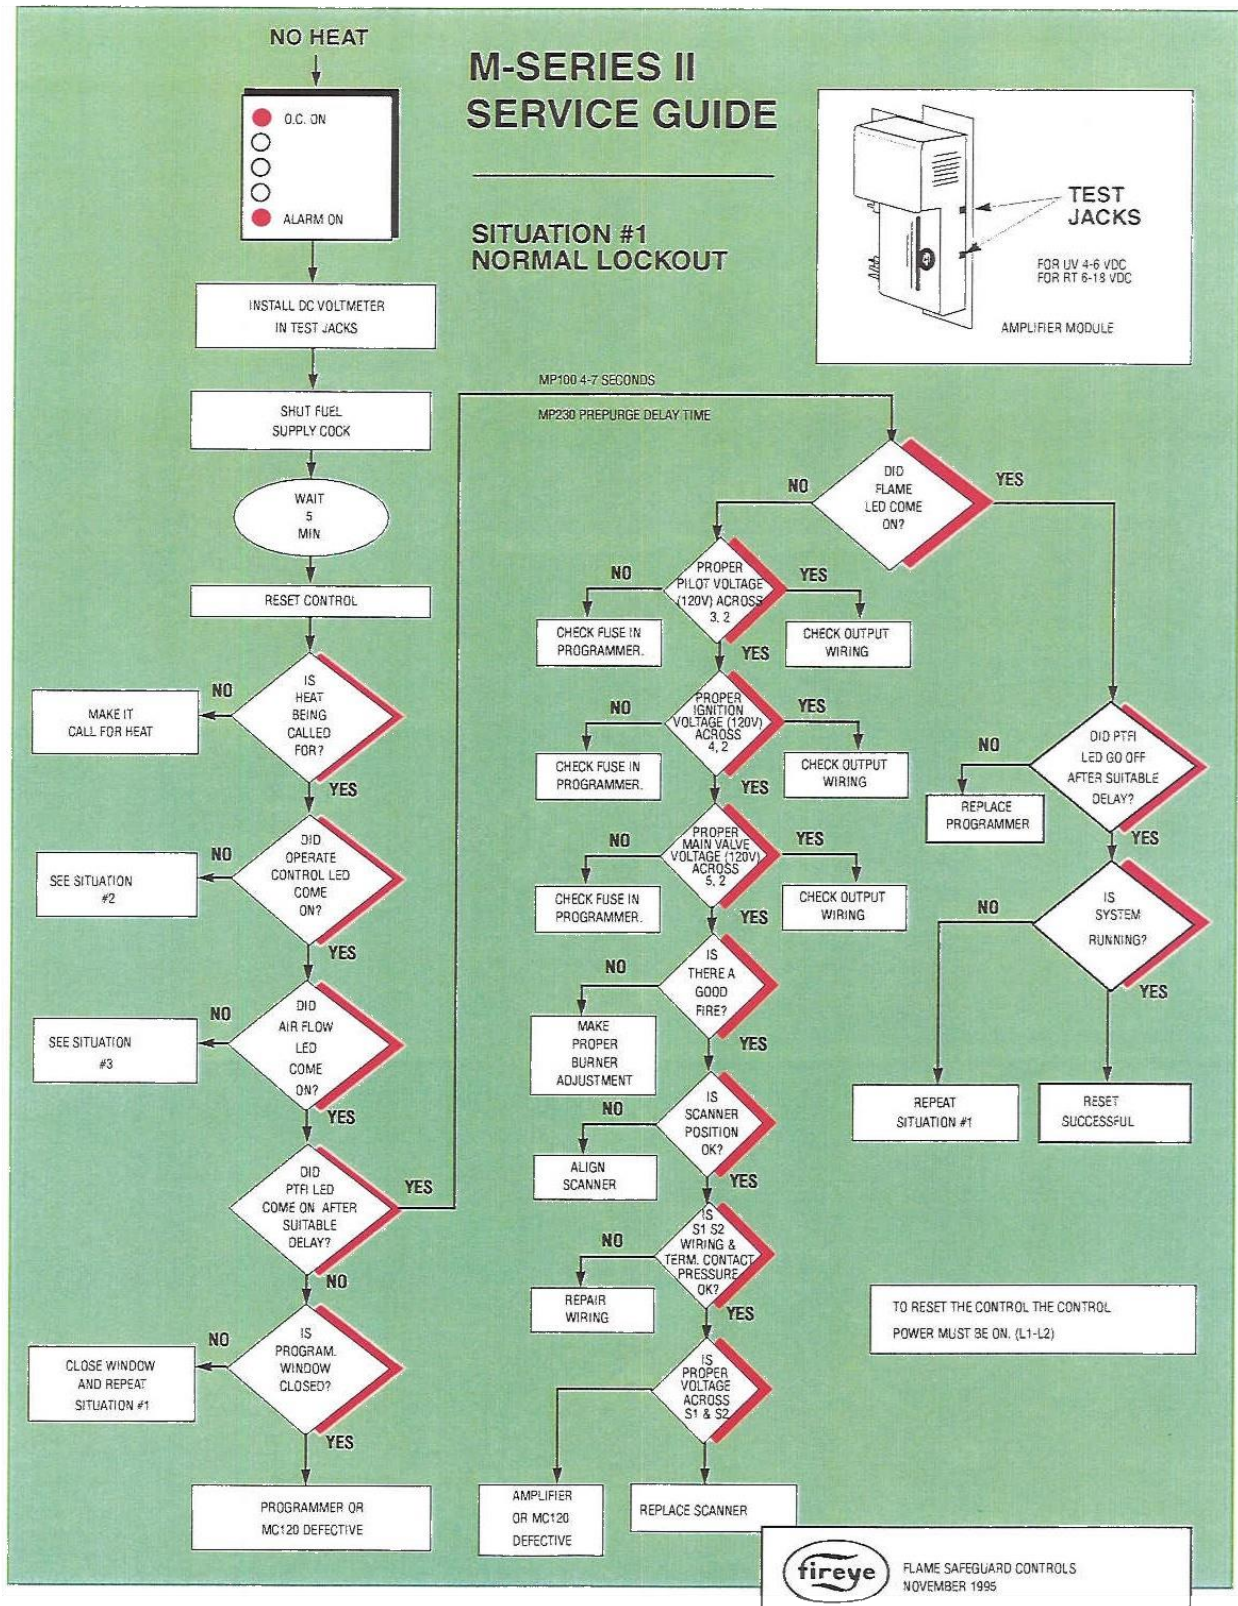 NO HEAT
O.C. ON
ALARM ON
M-SERIES II
SERVICE GUIDE
SITUATION #1
NORMAL LOCKOUT
TEST
JACKS
FOR UV 4-6 VDC
FOR RT 6-18 VDC
AMPLIFIER MODULE
INSTALL DC VOLTMETER
IN TEST JACKS
SHUT FUEL
SUPPLY COCK
WAIT
5
MIN
RESET CONTROL
IS
HEAT
BEING
CALLED
FOR?
NO
MAKE IT
CALL FOR HEAT
YES
DID
OPERATE
CONTROL LED
COME
ON?
NO
SEE SITUATION
#2
YES
DID
AIR FLOW
LED
COME
ON?
NO
SEE SITUATION
#3
YES
DID
PTFI LED
COME ON AFTER
SUITABLE
DELAY?
YES
NO
IS
PROGRAM.
WINDOW
CLOSED?
NO
CLOSE WINDOW
AND REPEAT
SITUATION #1
YES
PROGRAMMER OR
MC120 DEFECTIVE
MP100 4-7 SECONDS
MP230 PREPURGE DELAY TIME
DID
FLAME
LED COME
ON?
NO
YES
PROPER
PILOT VOLTAGE
(120V) ACROSS
3, 2
NO
CHECK FUSE IN
PROGRAMMER.
YES
CHECK OUTPUT
WIRING
YES
PROPER
IGNITION
VOLTAGE (120V)
ACROSS
4, 2
NO
CHECK FUSE IN
PROGRAMMER.
YES
CHECK OUTPUT
WIRING
YES
PROPER
MAIN VALVE
VOLTAGE (120V)
ACROSS
5, 2
NO
CHECK FUSE IN
PROGRAMMER.
YES
CHECK OUTPUT
WIRING
YES
IS
THERE A
GOOD
FIRE?
NO
MAKE
PROPER
BURNER
ADJUSTMENT
YES
IS
SCANNER
POSITION
OK?
NO
ALIGN
SCANNER
YES
IS
S1 S2
WIRING &
TERM. CONTACT
PRESSURE
OK?
NO
REPAIR
WIRING
YES
IS
PROPER
VOLTAGE
ACROSS
S1 & S2
AMPLIFIER
OR MC120
DEFECTIVE
REPLACE SCANNER
DID PTFI
LED GO OFF
AFTER SUITABLE
DELAY?
NO
REPLACE
PROGRAMMER
YES
IS
SYSTEM
RUNNING?
NO
YES
REPEAT
SITUATION #1
RESET
SUCCESSFUL
TO RESET THE CONTROL THE CONTROL
POWER MUST BE ON. (L1-L2)
fireye
FLAME SAFEGUARD CONTROLS
NOVEMBER 1995